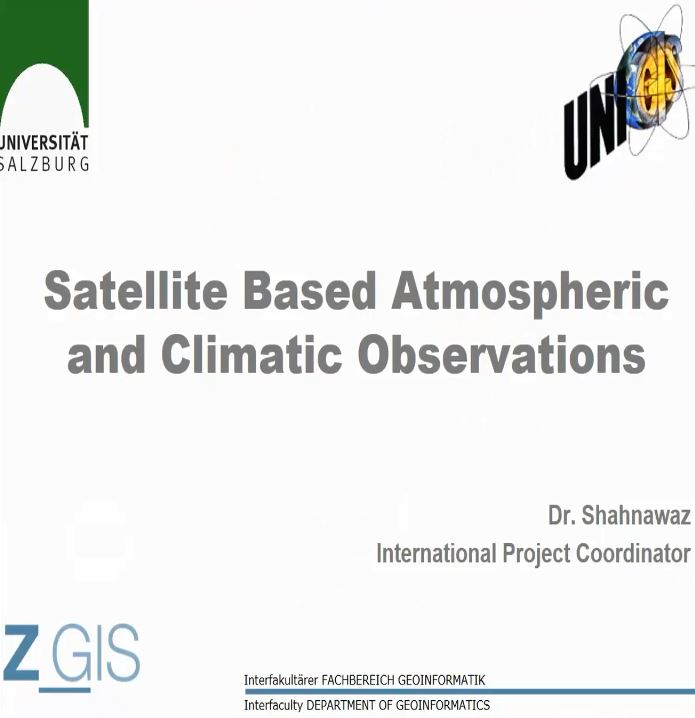 UNIVERSITÄT
SALZBURG
UNIGIS
Satellite Based Atmospheric
and Climatic Observations
Dr. Shahnawaz
International Project Coordinator
Z_GIS
Interfakultärer FACHBEREICH GEOINFORMATIK
Interfaculty DEPARTMENT OF GEOINFORMATICS